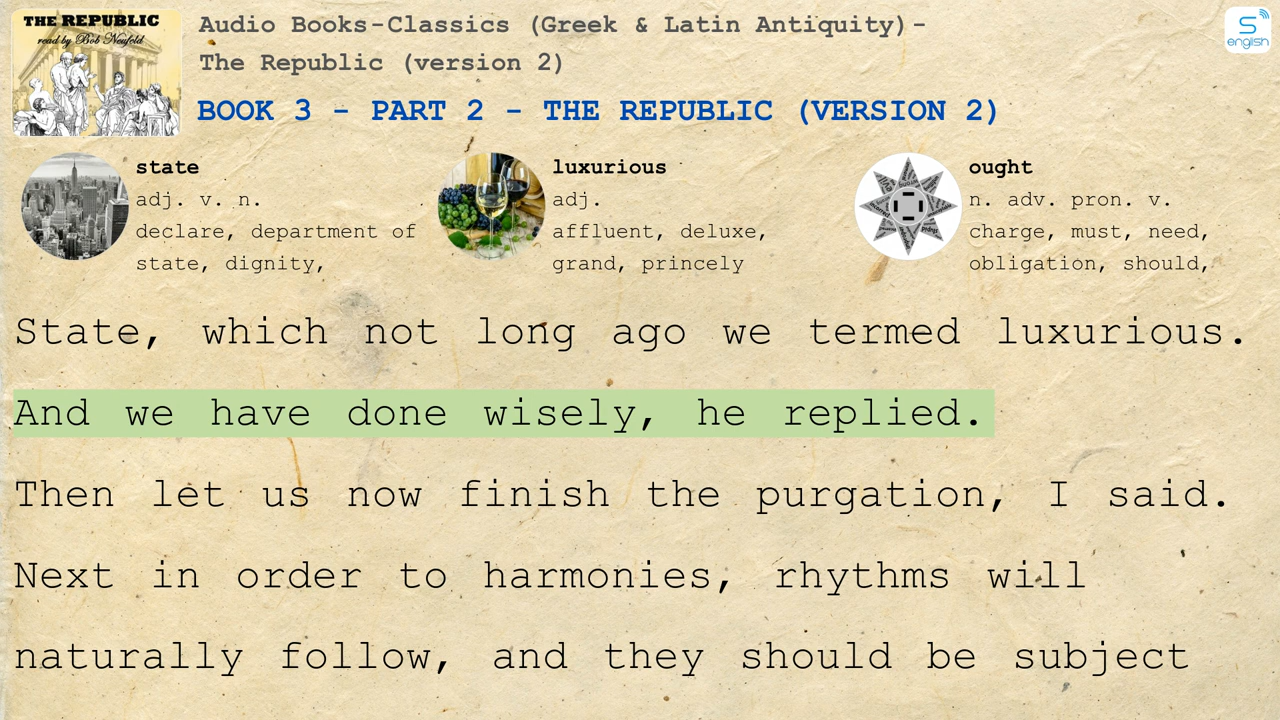 THE REPUBLIC
read by Bob Neufeld
Audio Books-Classics (Greek & Latin Antiquity)-
The Republic (version 2)
S
english
BOOK 3 - PART 2 - THE REPUBLIC (VERSION 2)
state
adj. v. n.
declare, department of
state, dignity,
luxurious
adj.
affluent, deluxe,
grand, princely
ought
n. adv. pron. v.
charge, must, need,
obligation, should,
State, which not long ago we termed luxurious.
And we have done wisely, he replied.
Then let us now finish the purgation, I said.
Next in order to harmonies, rhythms will
naturally follow, and they should be subject